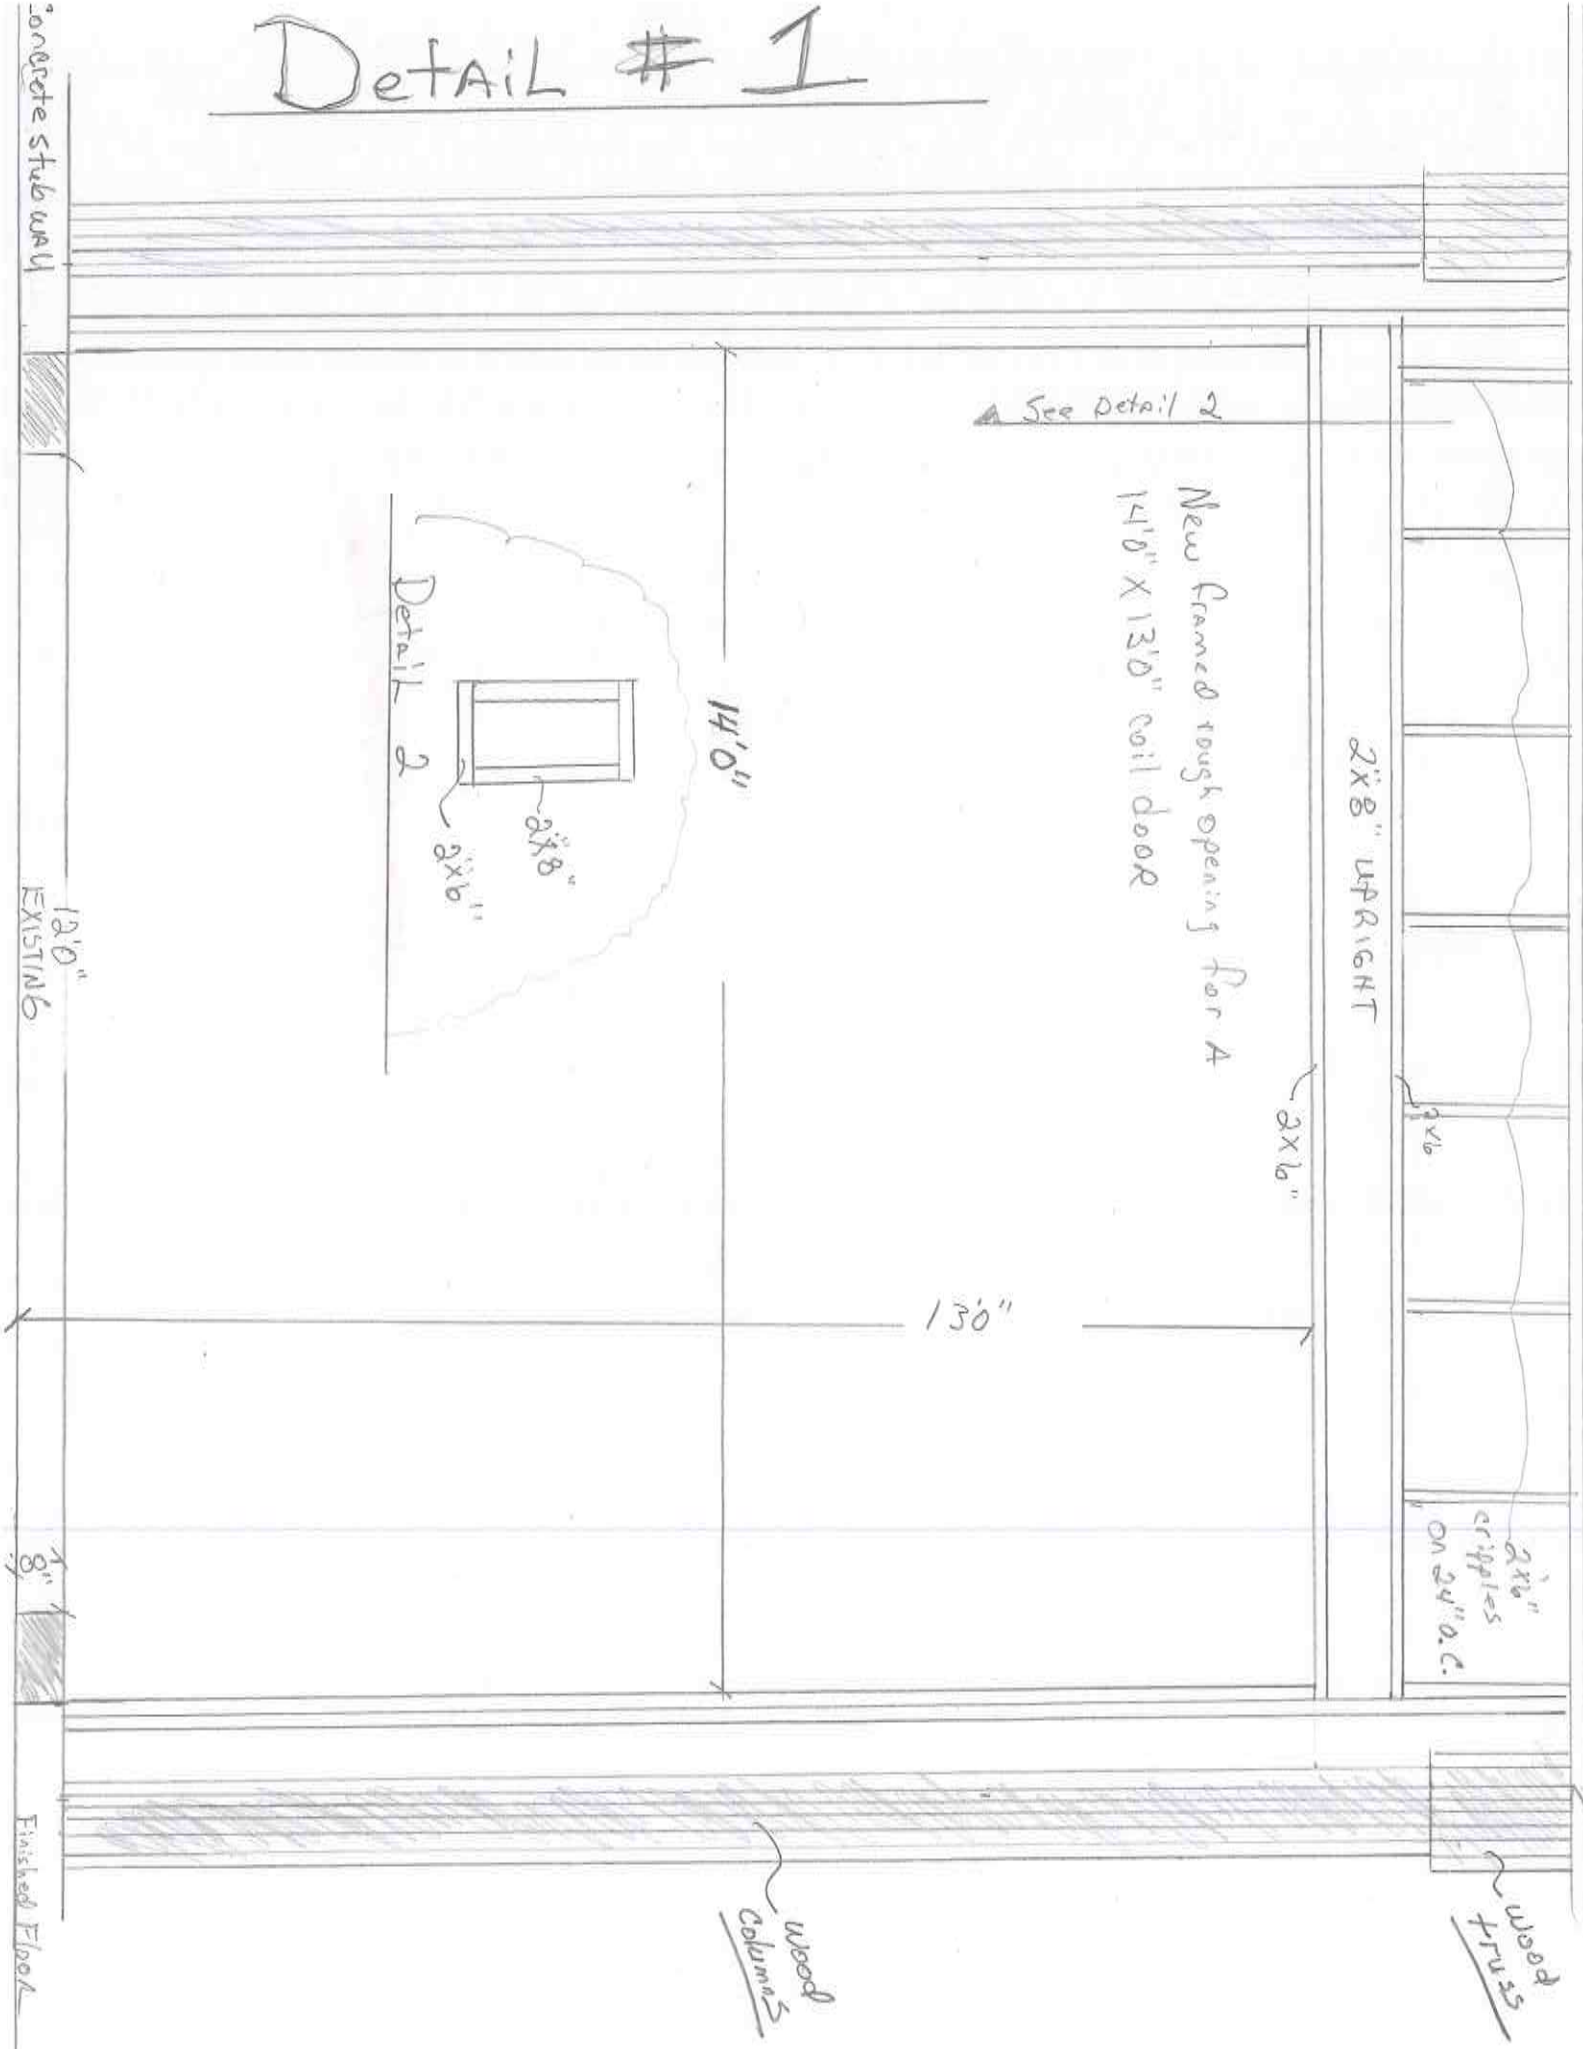 Detail # 1
concrete stub wall
See Detail 2
New framed rough opening for A
14'0" X 13'0" coil dooR
2"X8" UPRIGHT
2x6
2x6"
2"x6"
cripples
on 24" o.c.
14'0"
Detail 2
2"x8"
2"x6"
13'0"
12'0"
EXISTING
8"
wood
truss
wood
columns
Finished FlooR